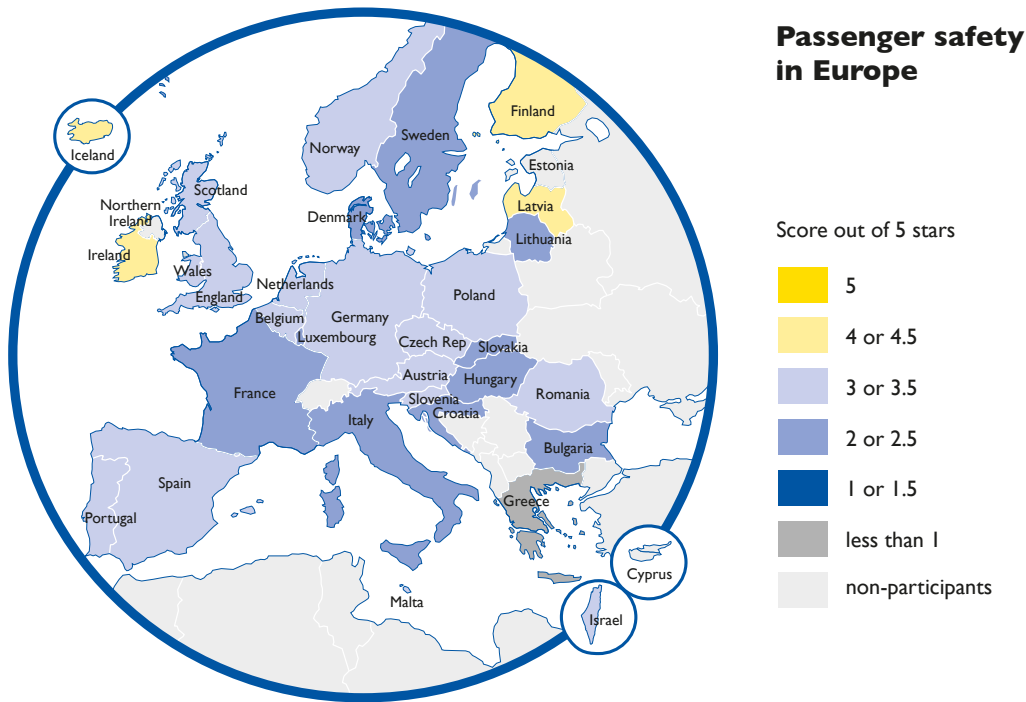 Passenger safety
in Europe
Finland
Iceland
Sweden
Norway
Estonia
Scotland
Latvia
Northern
Ireland
Denmark
Lithuania
Ireland
Wales
Netherlands
England
Poland
Belgium
Germany
Luxembourg
Czech Rep
Slovakia
Austria
Hungary
France
Slovenia
Romania
Croatia
Italy
Bulgaria
Spain
Greece
Portugal
Cyprus
Malta
Israel
Score out of 5 stars
5
4 or 4.5
3 or 3.5
2 or 2.5
1 or 1.5
less than 1
non-participants